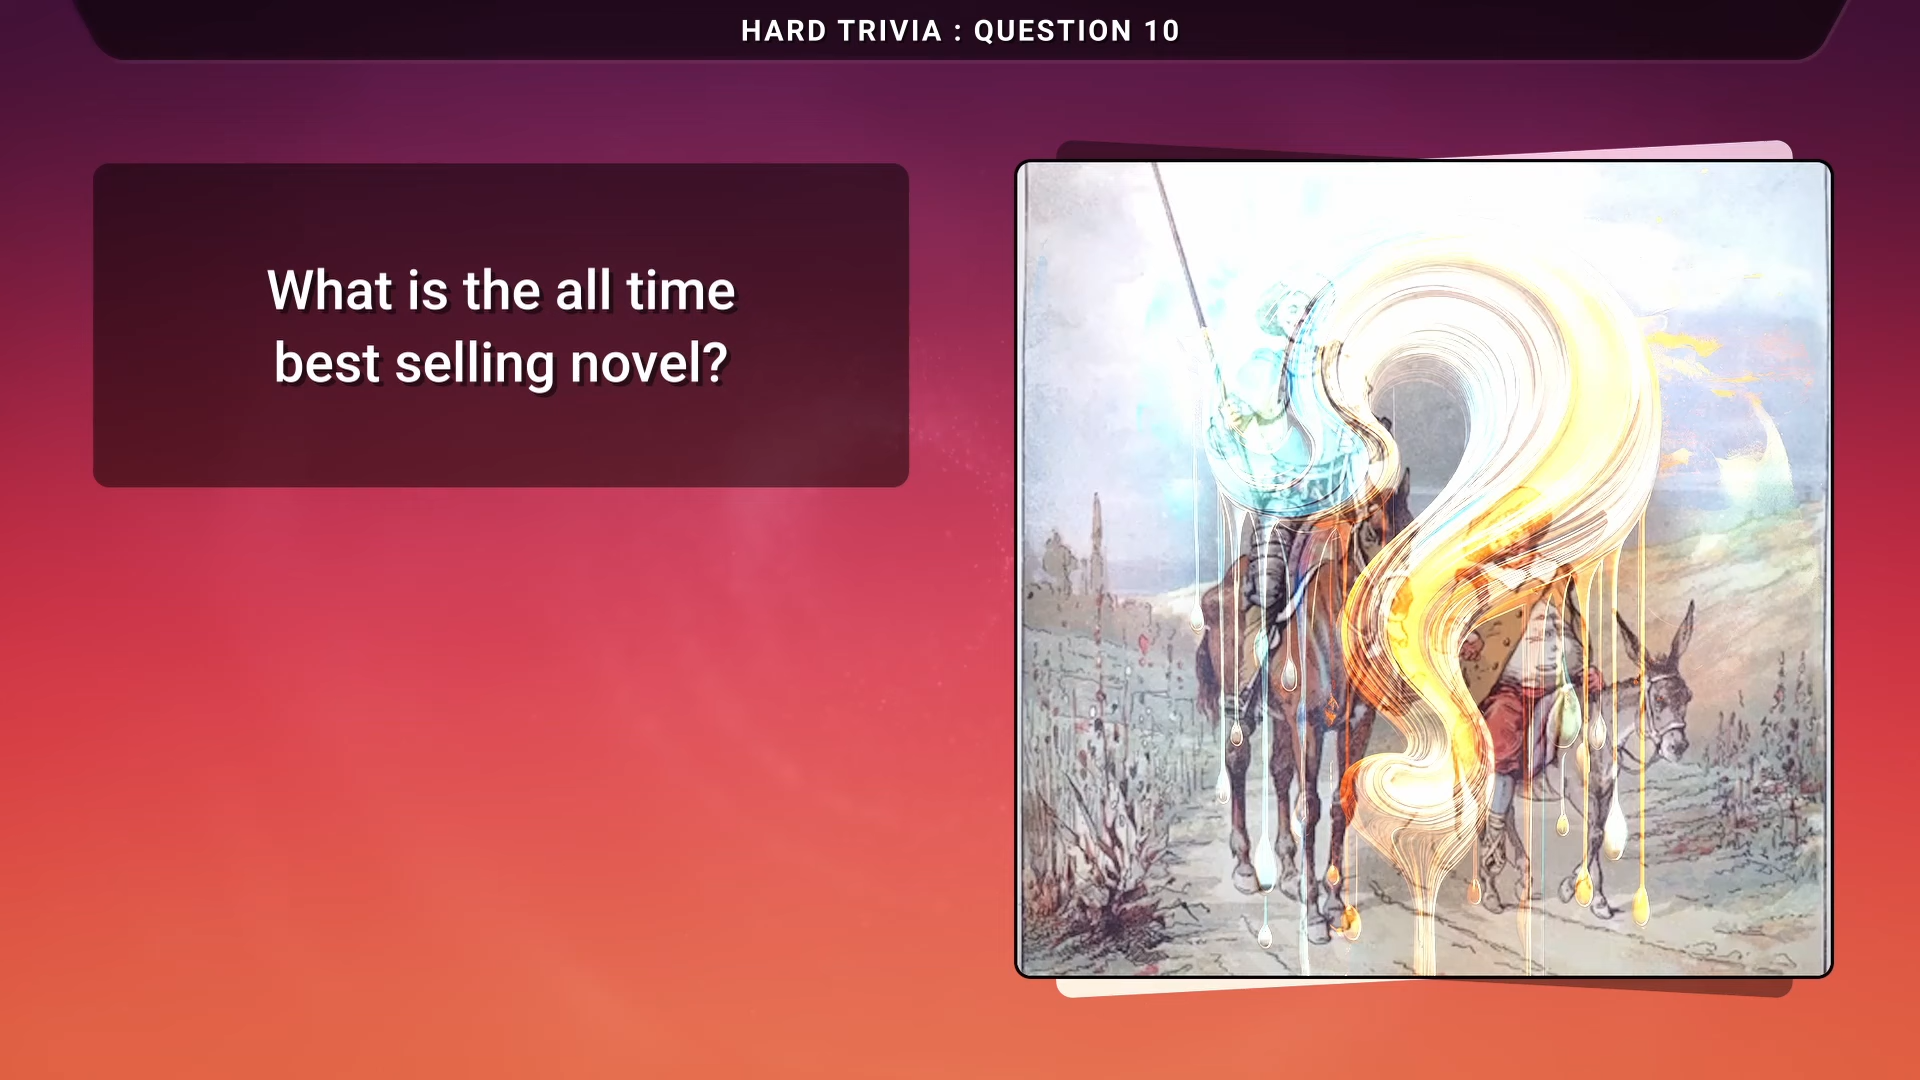 HARD TRIVIA : QUESTION 10
What is the all time
best selling novel?